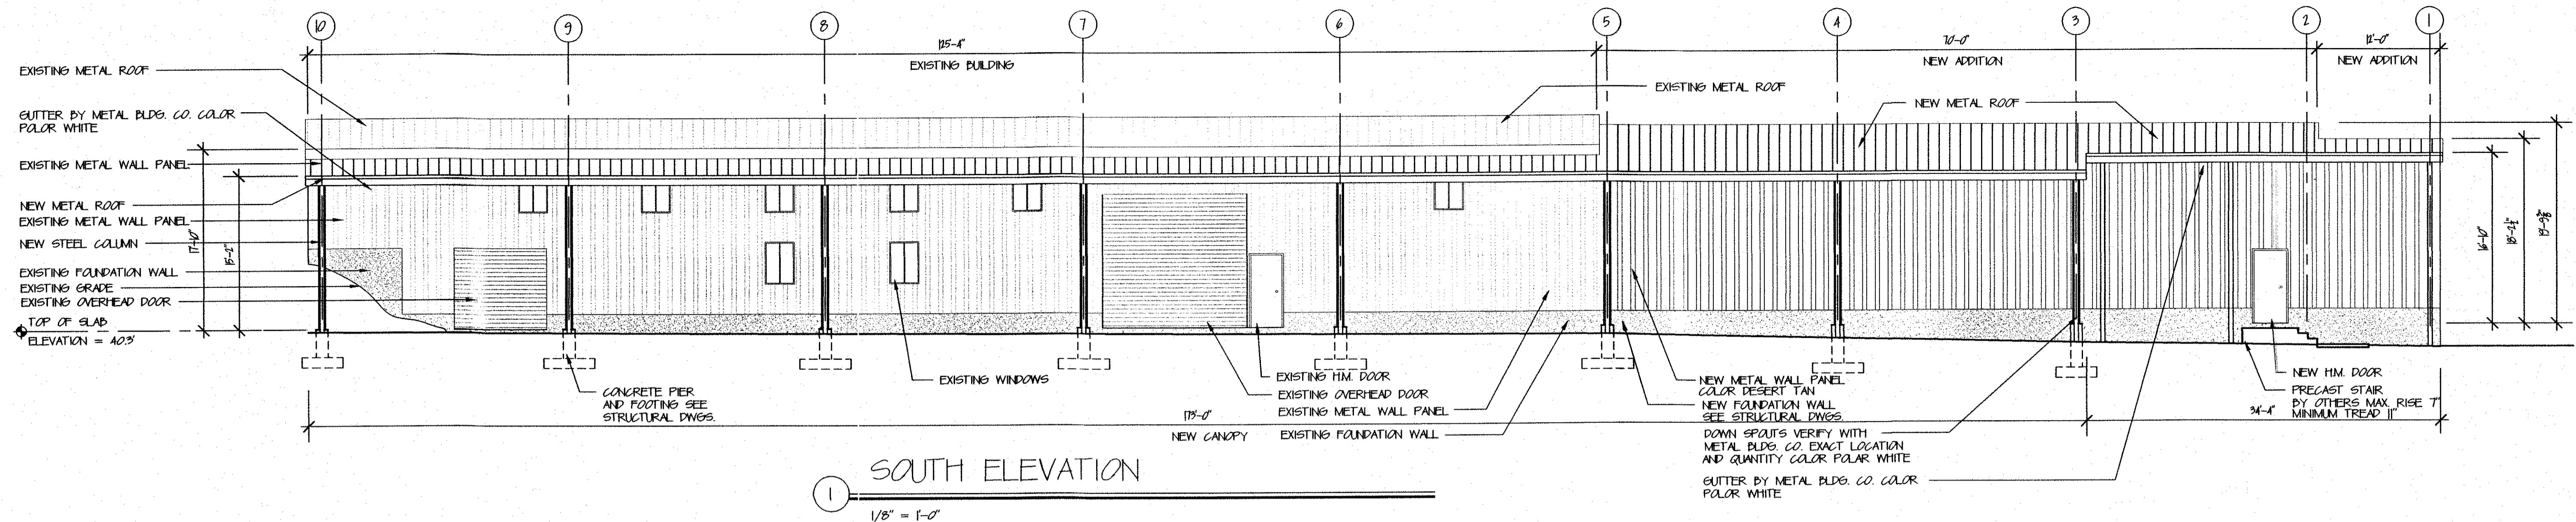 10 9 8 7 6 5 4 3 2 1
125'-4"
EXISTING BUILDING
70'-0"
NEW ADDITION
12'-0"
NEW ADDITION
EXISTING METAL ROOF
GUTTER BY METAL BLDG. CO. COLOR
POLOR WHITE
EXISTING METAL WALL PANEL
NEW METAL ROOF
EXISTING METAL WALL PANEL
NEW STEEL COLUMN
EXISTING FOUNDATION WALL
EXISTING GRADE
EXISTING OVERHEAD DOOR
TOP OF SLAB
ELEVATION = 40.3'
17'-10"
15'-2"
EXISTING METAL ROOF
NEW METAL ROOF
16'-10"
18'-2 1/2"
19'-9 3/8"
CONCRETE PIER
AND FOOTING SEE
STRUCTURAL DWGS.
EXISTING WINDOWS
EXISTING H.M. DOOR
EXISTING OVERHEAD DOOR
EXISTING METAL WALL PANEL
EXISTING FOUNDATION WALL
173'-0"
NEW CANOPY
NEW METAL WALL PANEL
COLOR DESERT TAN
NEW FOUNDATION WALL
SEE STRUCTURAL DWGS.
DOWN SPOUTS VERIFY WITH
METAL BLDG. CO. EXACT LOCATION
AND QUANTITY COLOR POLAR WHITE
GUTTER BY METAL BLDG. CO. COLOR
POLOR WHITE
NEW H.M. DOOR
PRECAST STAIR
BY OTHERS MAX. RISE 7"
MINIMUM TREAD 11"
34'-4"
1
SOUTH ELEVATION
1/8" = 1'-0"